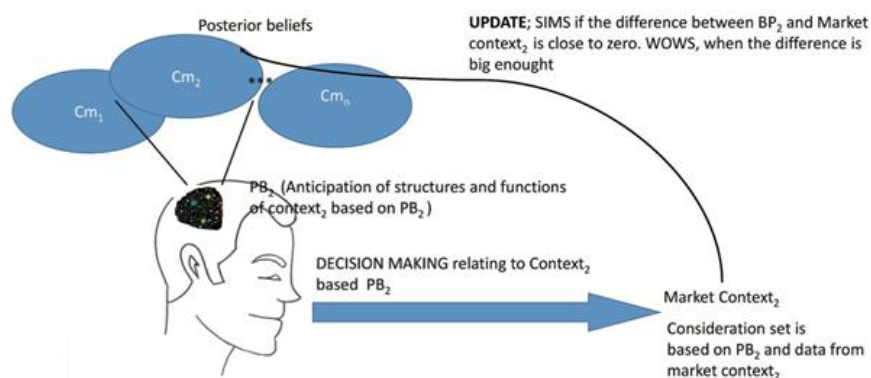 Posterior beliefs
UPDATE; SIMS if the difference between BP₂ and Market
context₂ is close to zero. WOWS, when the difference is
big enought
Cm₁
Cm₂
...
Cmₙ
PB₂ (Anticipation of structures and functions
of context₂ based on PB₂ )
DECISION MAKING relating to Context₂
based PB₂
Market Context₂
Consideration set is
based on PB₂ and data from
market context₂